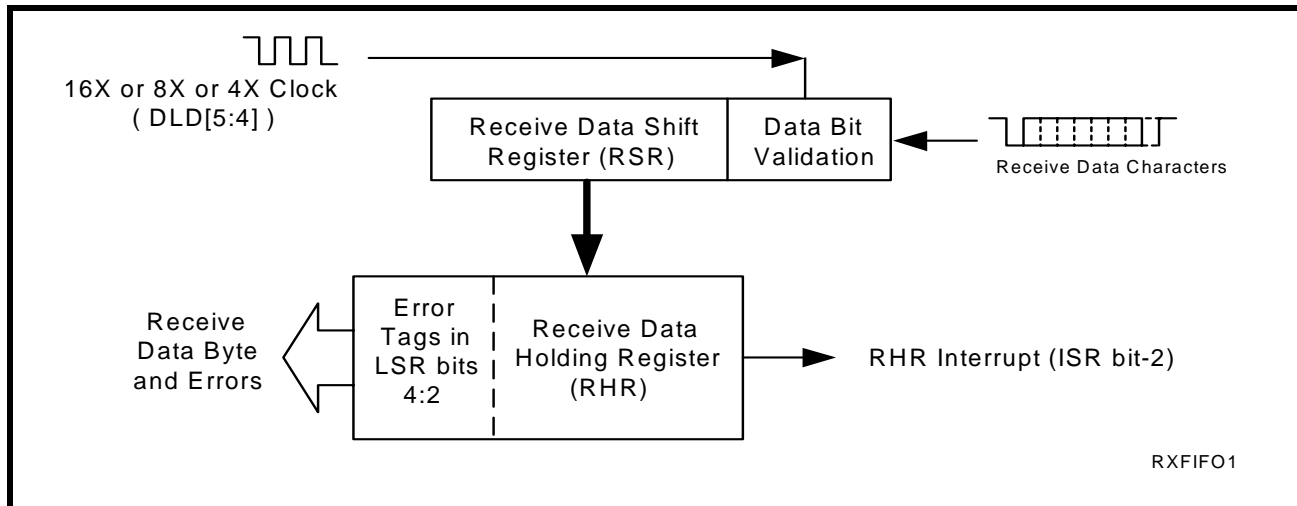 16X or 8X or 4X Clock
( DLD[5:4] )
Receive Data Shift
Register (RSR)
Data Bit
Validation
Receive Data Characters
Receive
Data Byte
and Errors
Error
Tags in
LSR bits
4:2
Receive Data
Holding Register
(RHR)
RHR Interrupt (ISR bit-2)
RXFIFO1